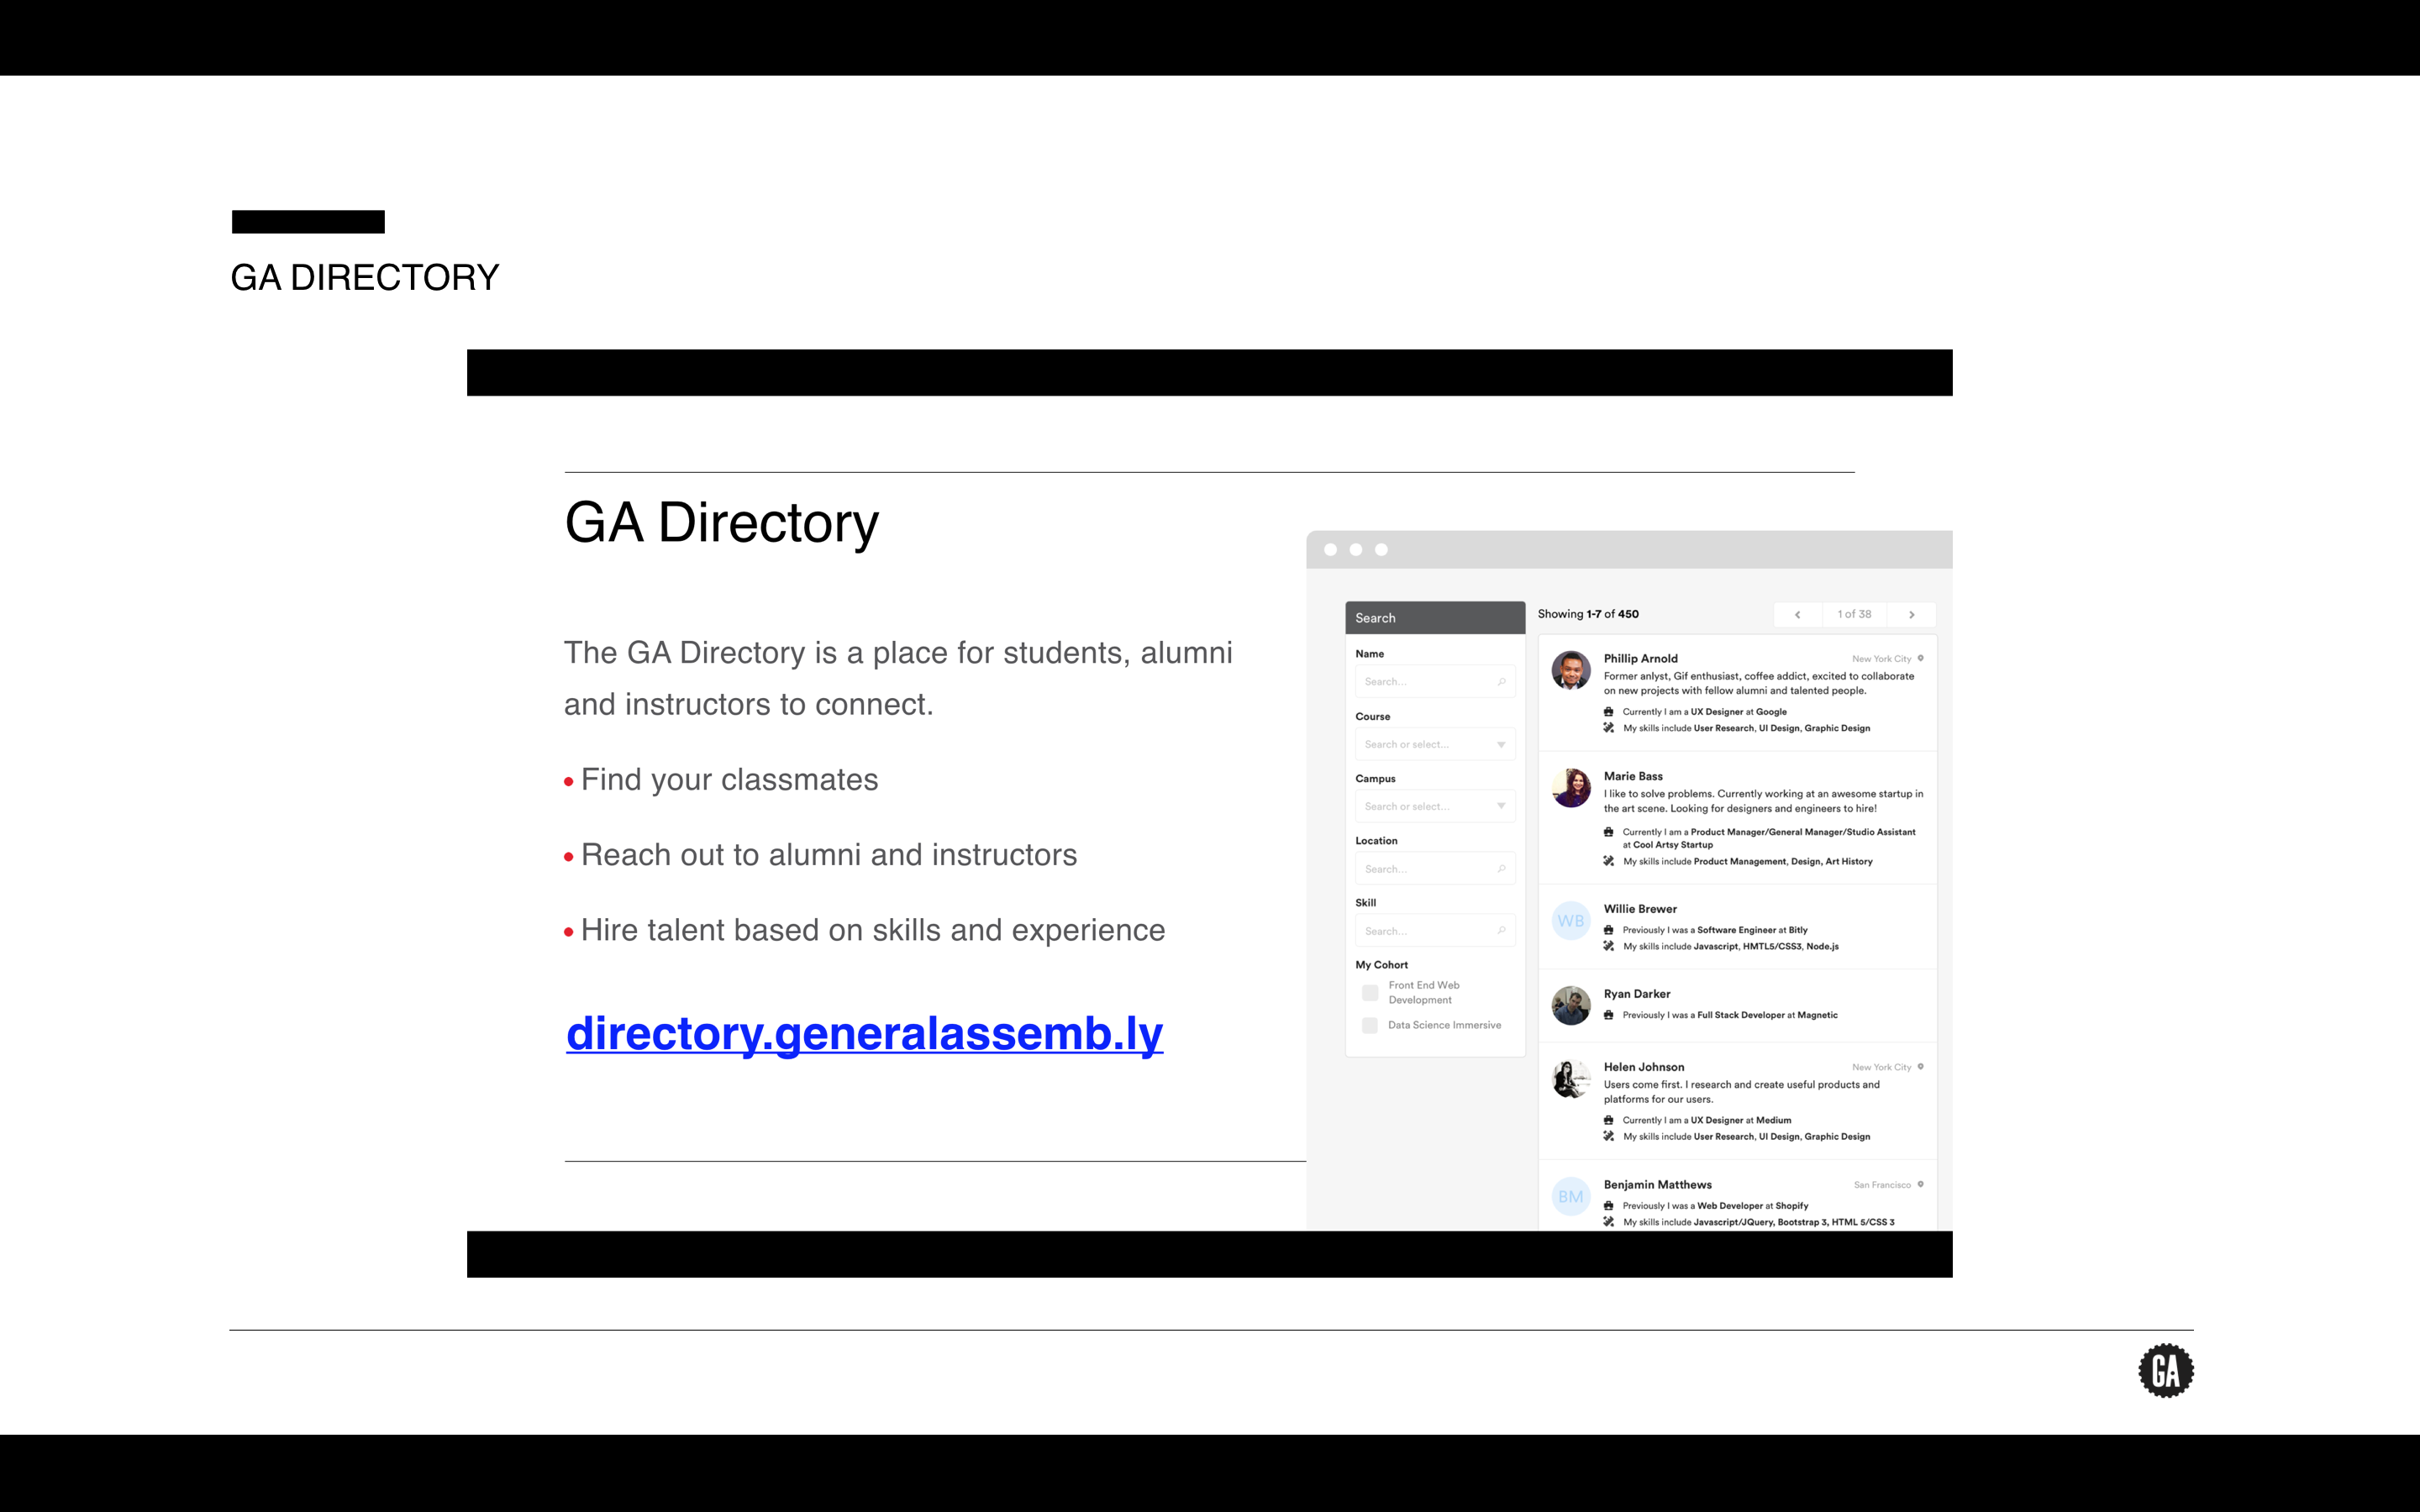 GA DIRECTORY
GA Directory
The GA Directory is a place for students, alumni
and instructors to connect.
• Find your classmates
• Reach out to alumni and instructors
• Hire talent based on skills and experience
directory.generalassemb.ly
Search
Name
Search...
Course
Search or select...
Campus
Search or select...
Location
Search...
Skill
Search...
My Cohort
Front End Web
Development
Data Science Immersive
Showing 1-7 of 450
1 of 38
Phillip Arnold
New York City
Former anlyst, Gif enthusiast, coffee addict, excited to collaborate
on new projects with fellow alumni and talented people.
Currently I am a UX Designer at Google
My skills include User Research, UI Design, Graphic Design
Marie Bass
I like to solve problems. Currently working at an awesome startup in
the art scene. Looking for designers and engineers to hire!
Currently I am a Product Manager/General Manager/Studio Assistant
at Cool Artsy Startup
My skills include Product Management, Design, Art History
WB
Willie Brewer
Previously I was a Software Engineer at Bitly
My skills include Javascript, HMTL5/CSS3, Node.js
Ryan Darker
Previously I was a Full Stack Developer at Magnetic
Helen Johnson
New York City
Users come first. I research and create useful products and
platforms for our users.
Currently I am a UX Designer at Medium
My skills include User Research, UI Design, Graphic Design
BM
Benjamin Matthews
San Francisco
Previously I was a Web Developer at Shopify
My skills include Javascript/JQuery, Bootstrap 3, HTML 5/CSS 3
GA